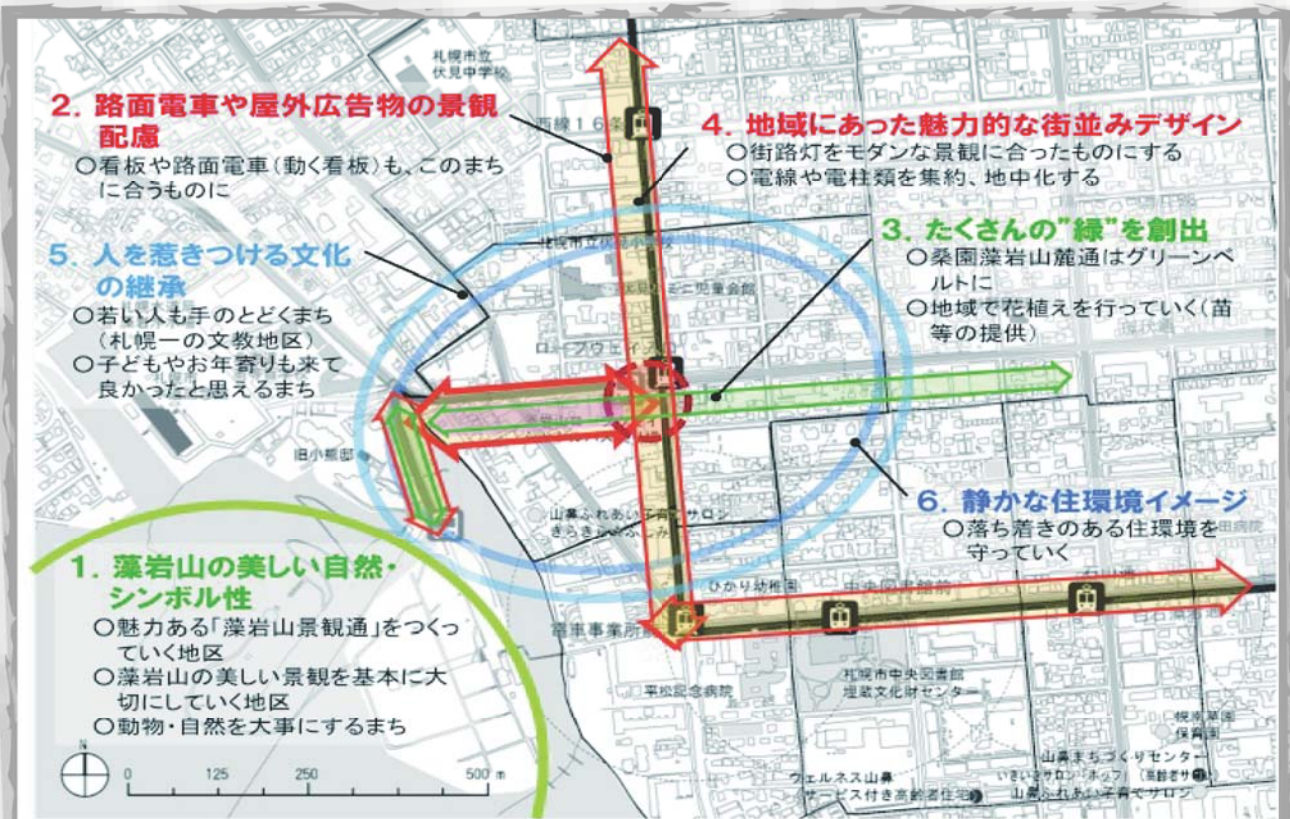 札幌市立
伏見中学校
2. 路面電車や屋外広告物の景観
配慮
○看板や路面電車（動く看板）も、このまち
に合うものに
西線16条
4. 地域にあった魅力的な街並みデザイン
○街路灯をモダンな景観に合ったものにする
○電線や電柱類を集約、地中化する
3. たくさんの"緑"を創出
○桑園藻岩山麓通はグリーンベ
ルトに
○地域で花植えを行っていく（苗
等の提供）
5. 人を惹きつける文化
の継承
○若い人も手のとどくまち
（札幌一の文教地区）
○子どもやお年寄りも来て
良かったと思えるまち
ロープウェイ
旧小熊邸
山鼻ふれあい子育てサロン
6. 静かな住環境イメージ
○落ち着きのある住環境を
守っていく
1. 藻岩山の美しい自然・
シンボル性
○魅力ある「藻岩山景観通」をつくっ
ていく地区
○藻岩山の美しい景観を基本に大
切にしていく地区
○動物・自然を大事にするまち
ひかり幼稚園
中央図書館前
電車事業所
平松記念病院
札幌市中央図書館
埋蔵文化財センター
幌南学園
保育園
山鼻まちづくりセンター
ウェルネス山鼻
サービス付き高齢者住宅
山鼻ふれあい子育てサロン
N
0 125 250 500 m